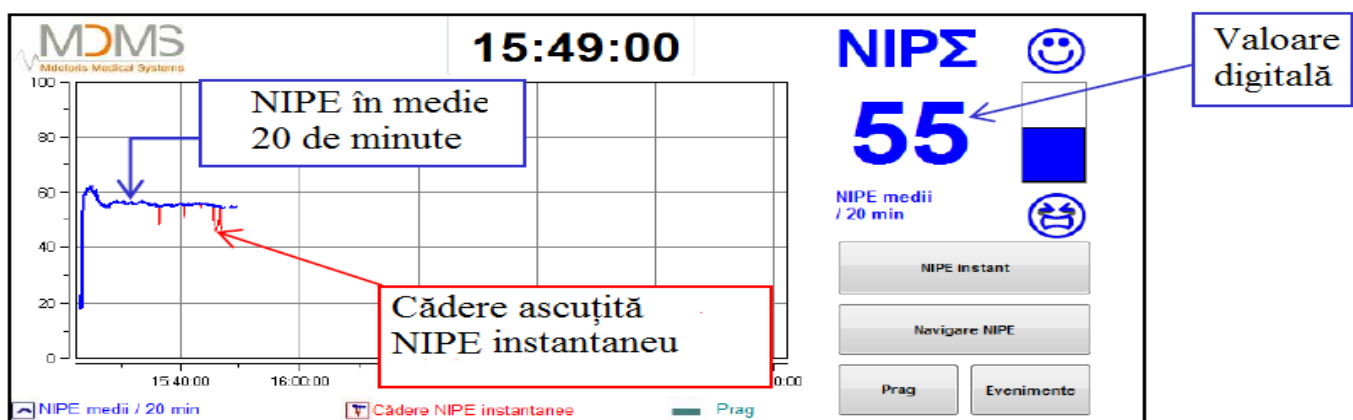 MDMS
Mdoloris Medical Systems
15:49:00
NIPΣ
Valoare
digitală
NIPE în medie
20 de minute
55
NIPE medii
/ 20 min
100
80
60
40
20
0
Cădere ascuțită
NIPE instantaneu
NIPE instant
Navigare NIPE
Prag
Evenimente
15:40:00
16:00:00
0:00
NIPE medii / 20 min
Cădere NIPE instantanee
Prag